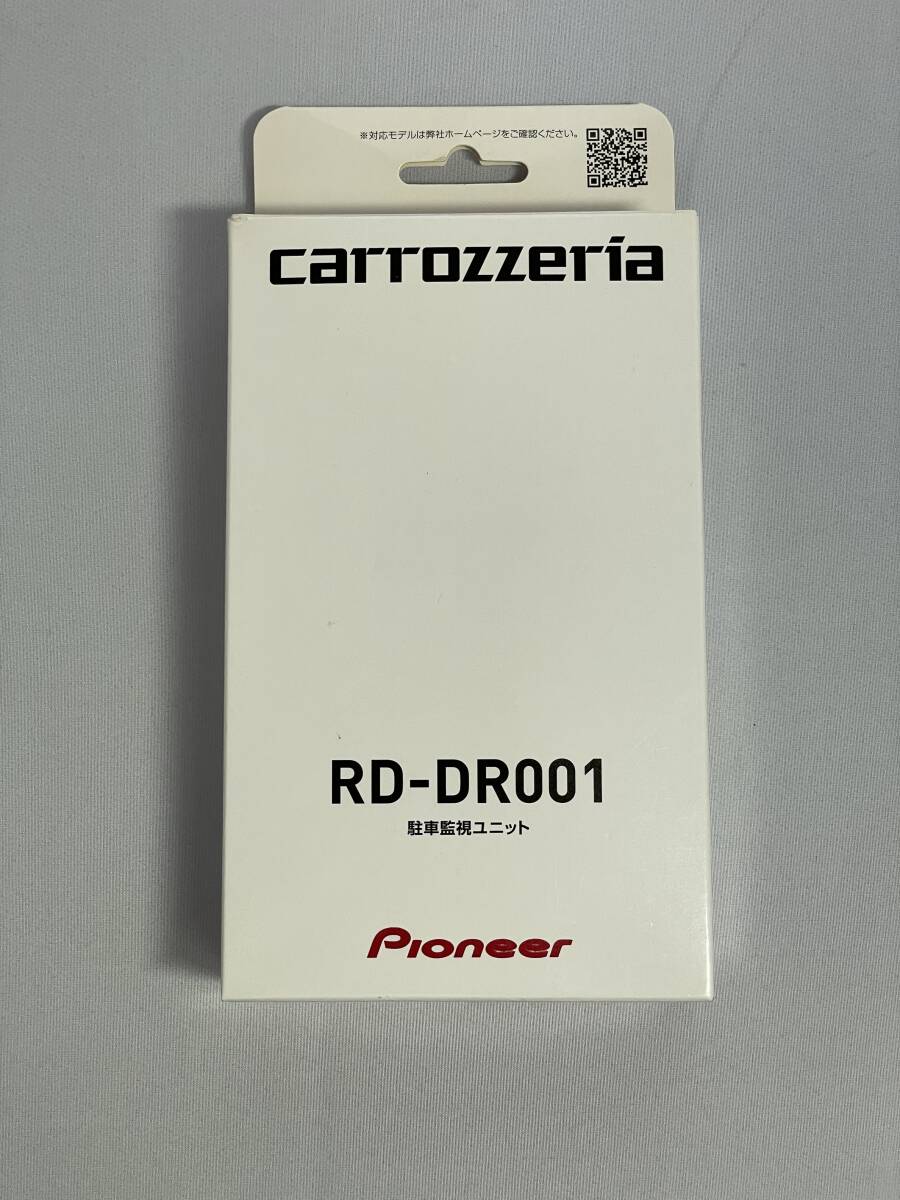 ※対応モデルは弊社ホームページをご確認ください。
carrozzeria
RD-DR001
駐車監視ユニット
Pioneer